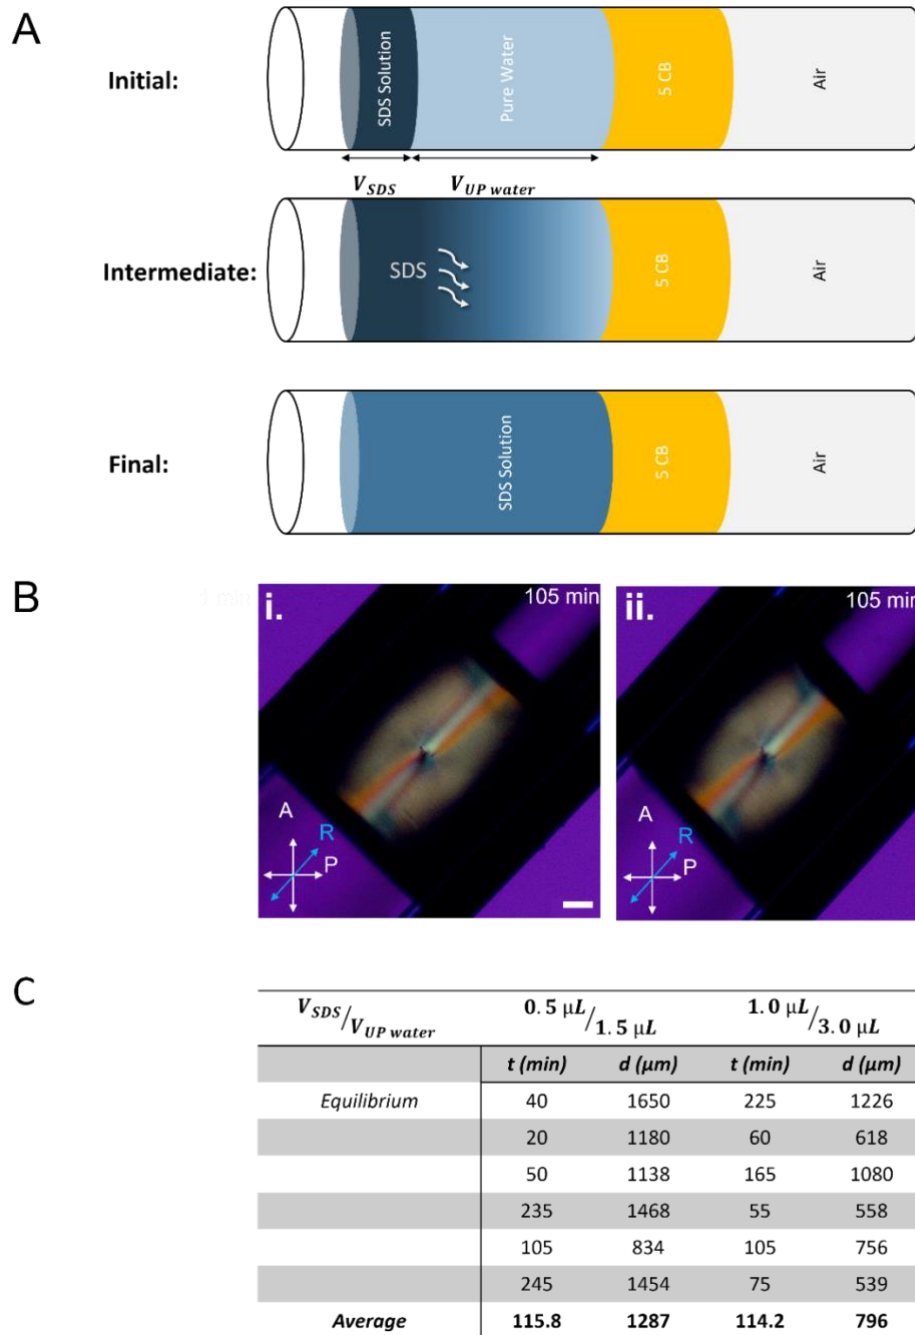 A
Initial:
SDS Solution
Pure Water
5 CB
Air
V_SDS
V_UP water
Intermediate:
SDS
5 CB
Air
Final:
SDS Solution
5 CB
Air
B
i.
105 min
A
R
P
ii.
105 min
A
R
P
C
V_SDS/V_UP water 0.5 μL/1.5 μL 1.0 μL/3.0 μL
t (min) d (μm) t (min) d (μm)
Equilibrium 40 1650 225 1226
20 1180 60 618
50 1138 165 1080
235 1468 55 558
105 834 105 756
245 1454 75 539
Average 115.8 1287 114.2 796